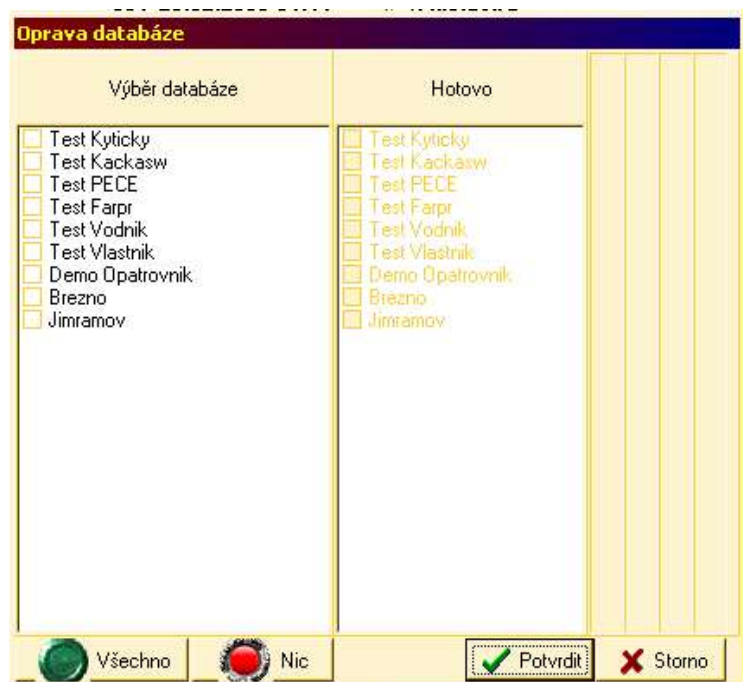 Oprava databáze
Výběr databáze
Hotovo
Test Kyticky
Test Kackasw
Test PECE
Test Farpr
Test Vodnik
Test Vlastnik
Demo Opatrovnik
Brezno
Jimramov
Test Kyticky
Test Kackasw
Test PECE
Test Farpr
Test Vodnik
Test Vlastnik
Demo Opatrovnik
Brezno
Jimramov
Všechno
Nic
Potvrdit
Storno